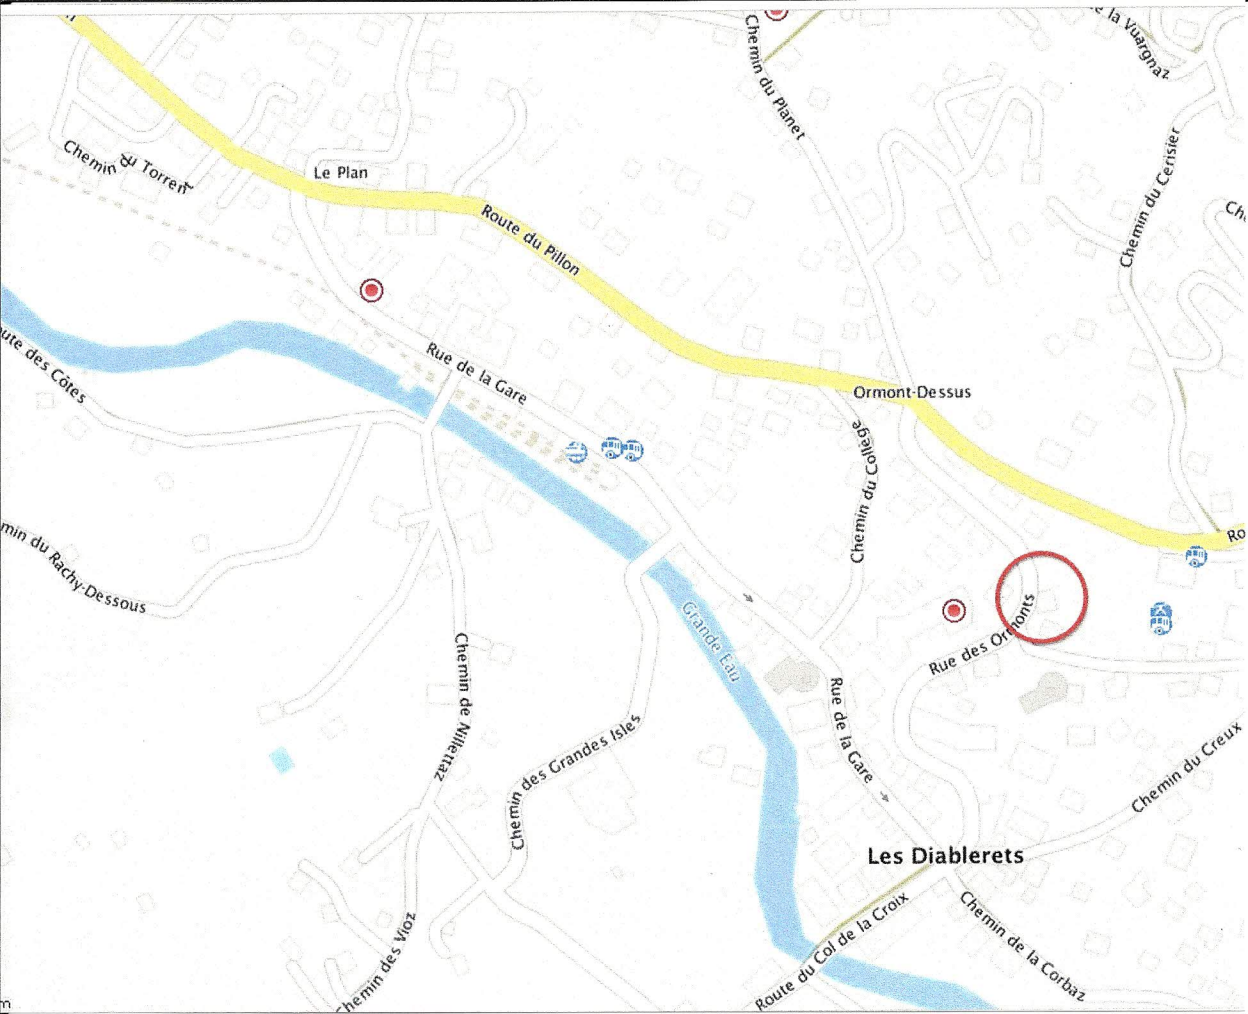 Chemin du Planet
e la Vuargnaz
Chemin du Torrent
Le Plan
Chemin du Cerisier
Ch
Route du Pillon
oute des Côtes
Rue de la Gare
Ormont-Dessus
Chemin du Collège
Ro
min du Rachy-Dessous
Grande Eau
Rue des Ormonts
Chemin de Nillettaz
Rue de la Gare
Chemin des Grandes Isles
Chemin du Creux
Les Diablerets
Route du Col de la Croix
Chemin de la Corbaz
Chemin des Vioz
m